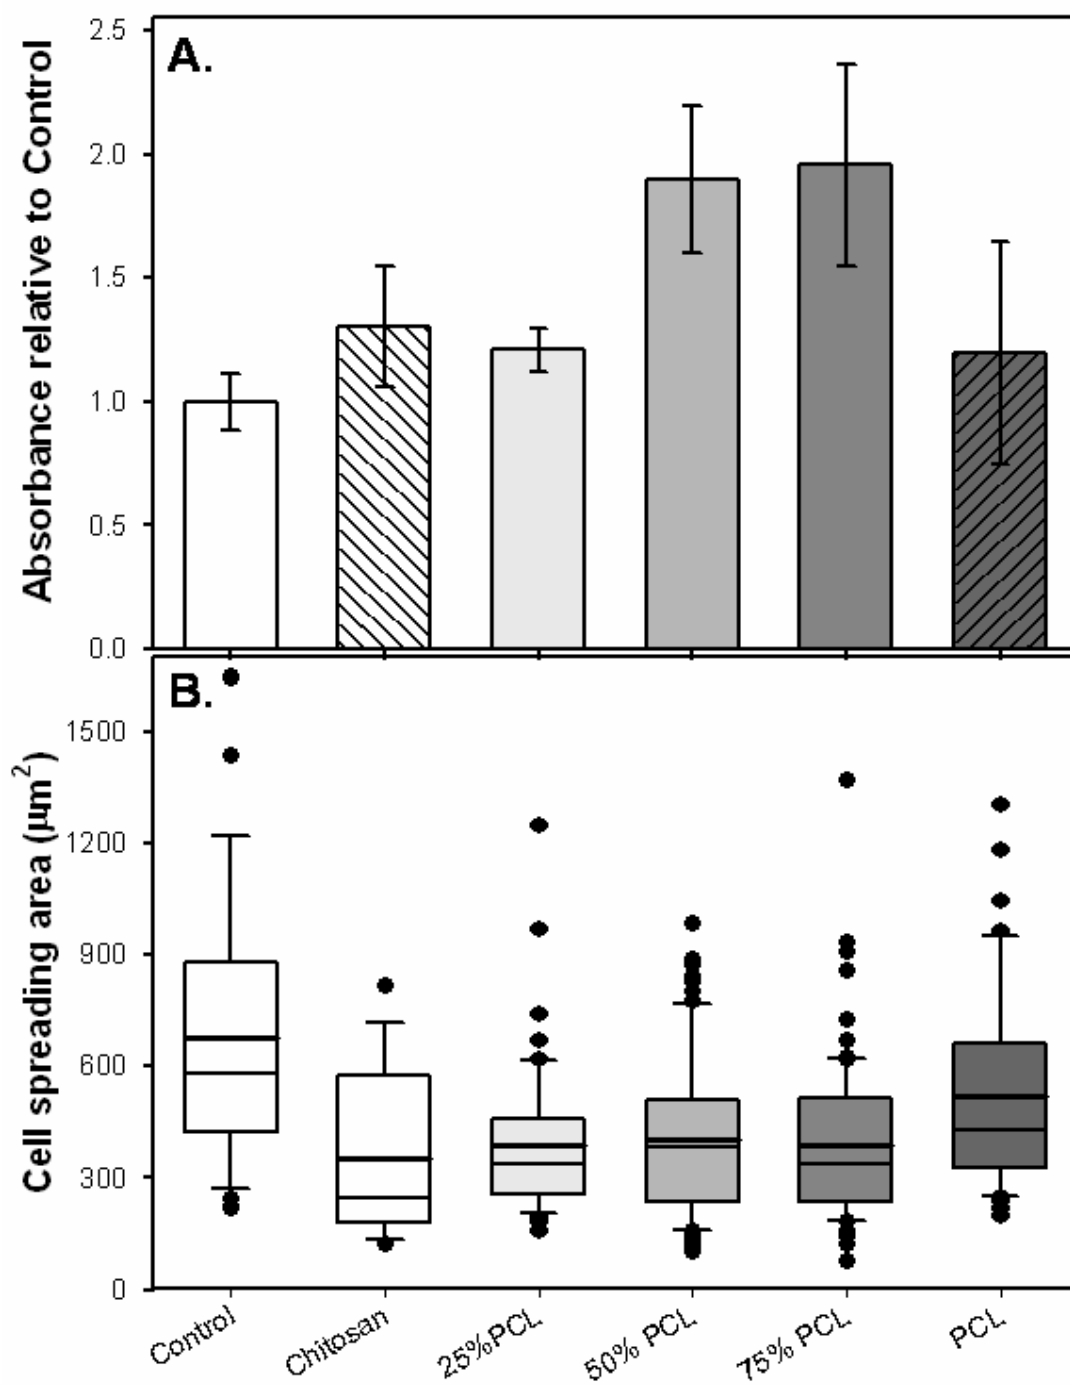 A.
Absorbance relative to Control
2.5
2.0
1.5
1.0
0.5
0.0
B.
Cell spreading area (μm²)
1500
1200
900
600
300
0
Control
Chitosan
25%PCL
50% PCL
75% PCL
PCL